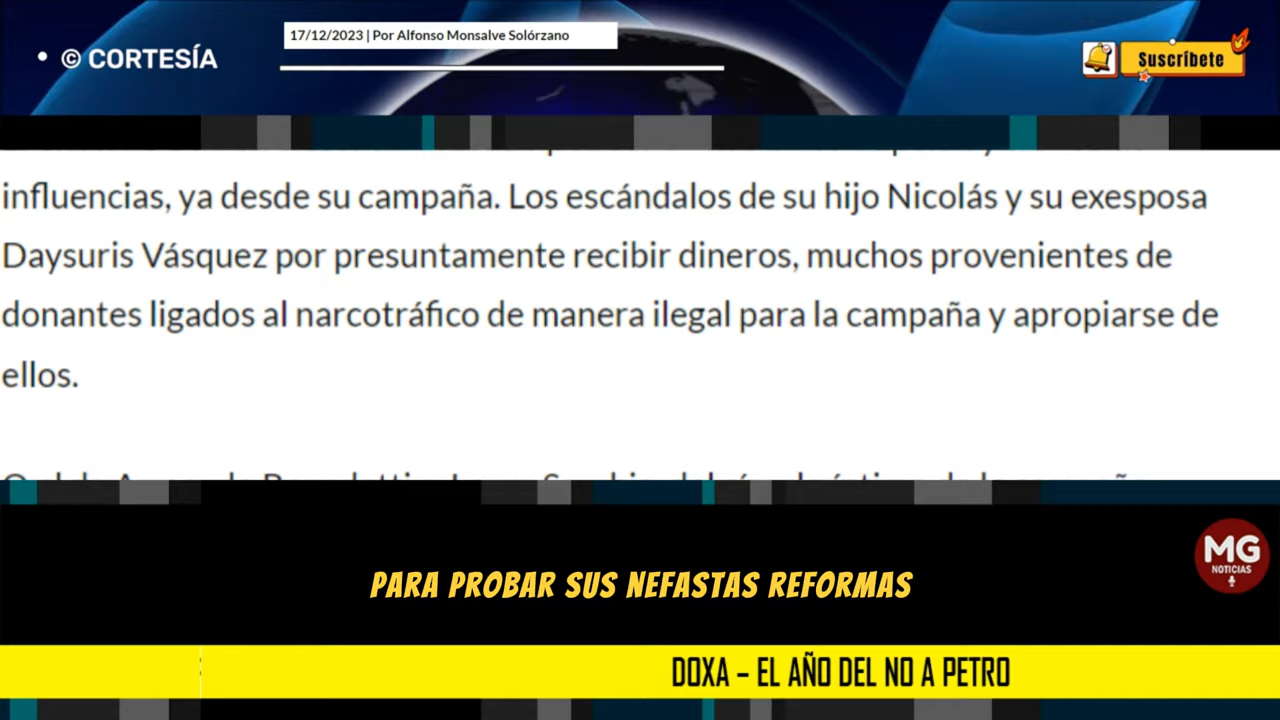 17/12/2023 | Por Alfonso Monsalve Solórzano
• © CORTESÍA
Suscríbete
influencias, ya desde su campaña. Los escándalos de su hijo Nicolás y su exesposa
Daysuris Vásquez por presuntamente recibir dineros, muchos provenientes de
donantes ligados al narcotráfico de manera ilegal para la campaña y apropiarse de
ellos.
PARA PROBAR SUS NEFASTAS REFORMAS
MG
NOTICIAS
DOXA – EL AÑO DEL NO A PETRO